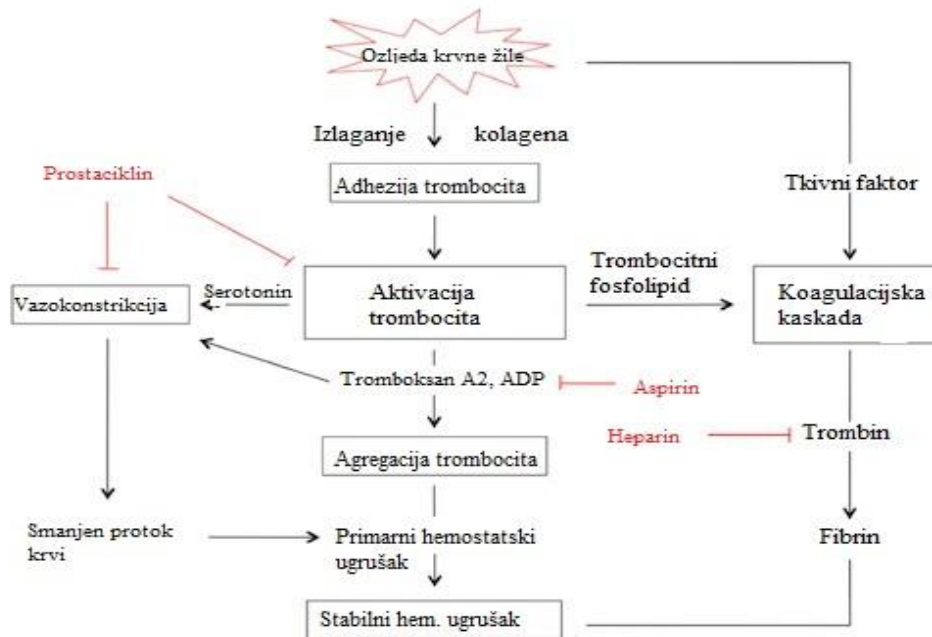 Ozljeda krvne žile
Izlaganje kolagena
Prostaciklin
Adhezija trombocita
Tkivni faktor
Trombocitni
fosfolipid
Serotonin
Vazokonstrikcija
Aktivacija
trombocita
Koagulacijska
kaskada
Tromboksan A2, ADP
Aspirin
Heparin
Trombin
Agregacija trombocita
Smanjen protok
krvi
Primarni hemostatski
ugrušak
Fibrin
Stabilni hem. ugrušak